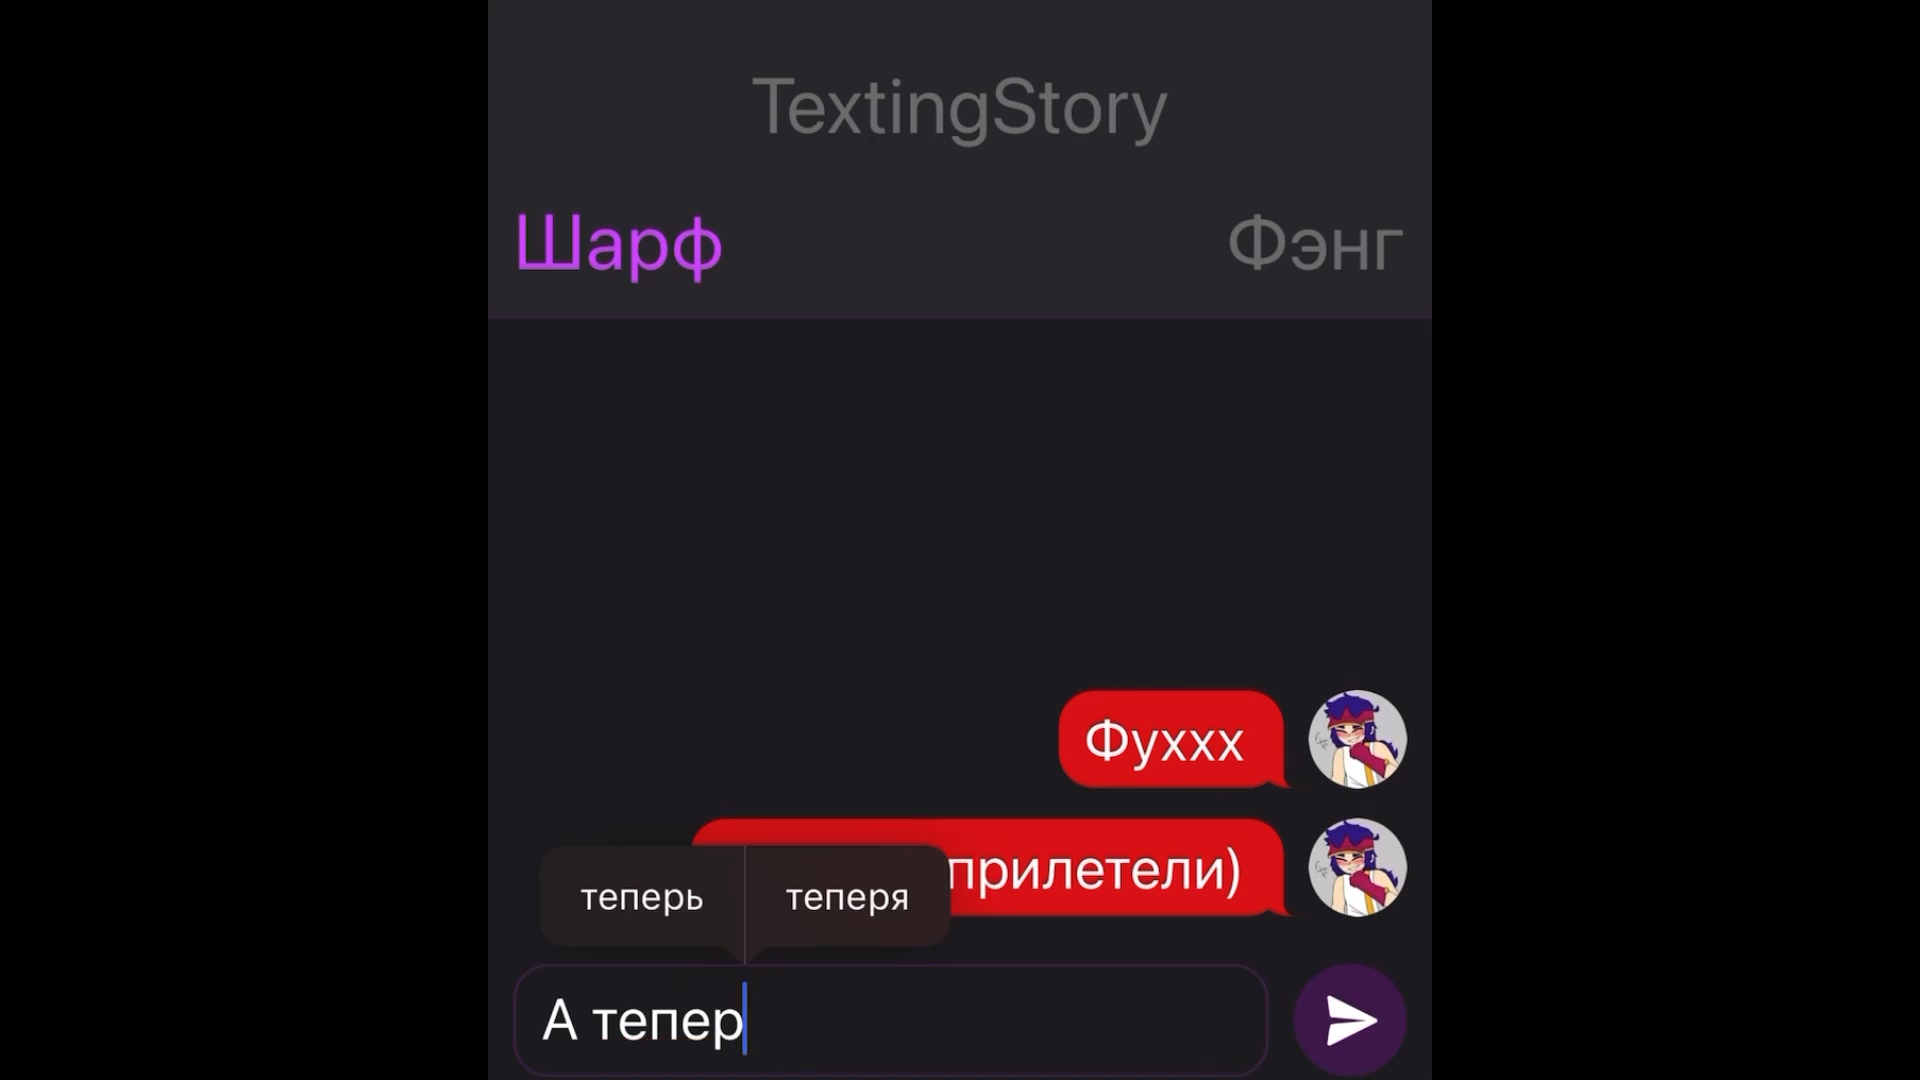 TextingStory
Шарф Фэнг
Фуххх
прилетели)
теперь теперя
А тепер